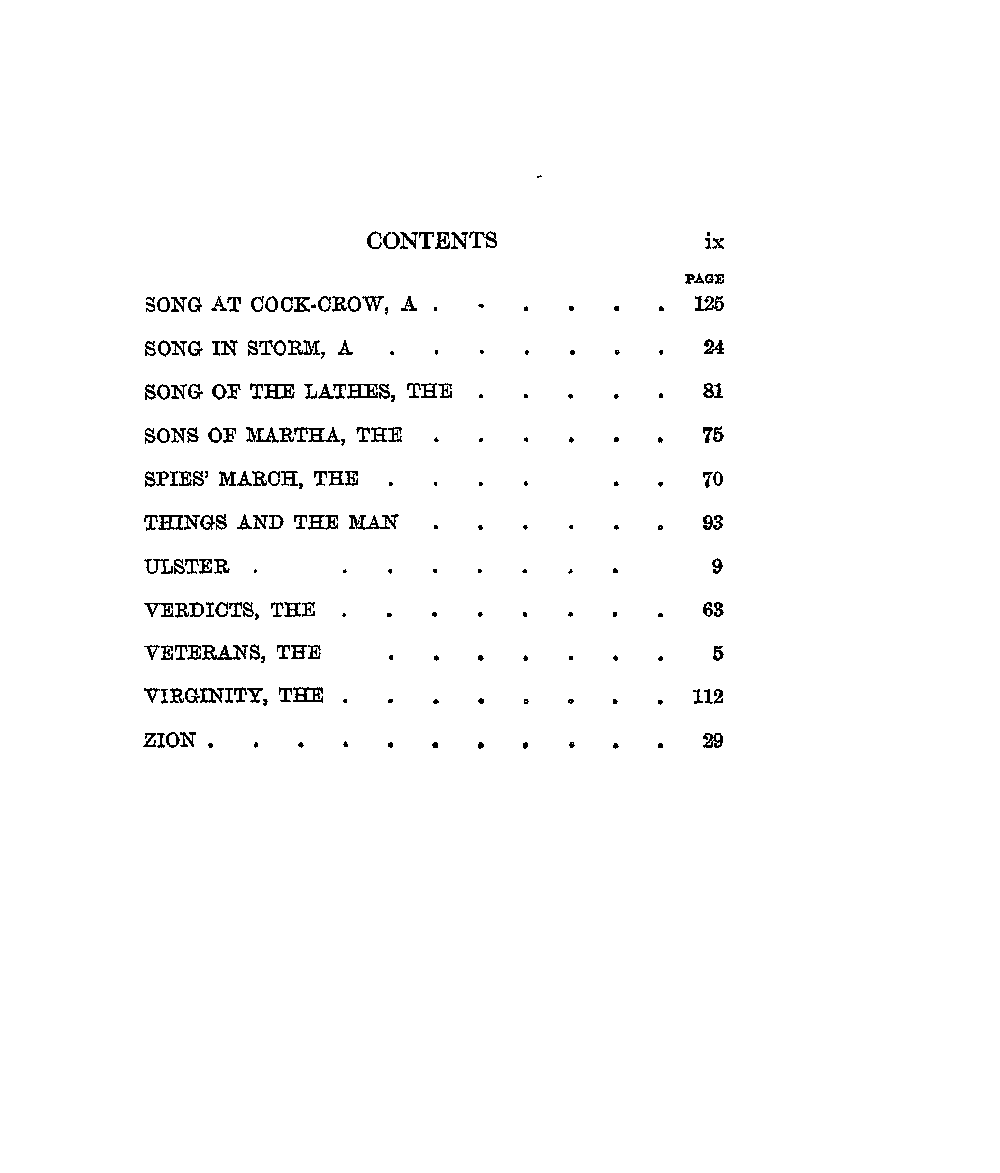 CONTENTS ix
PAGE
SONG AT COCK-CROW, A . . . . . . 125
SONG IN STORM, A . . . . . . . 24
SONG OF THE LATHES, THE . . . . . 81
SONS OF MARTHA, THE . . . . . . 75
SPIES' MARCH, THE . . . . . . 70
THINGS AND THE MAN . . . . . . 93
ULSTER . . . . . . . . 9
VERDICTS, THE . . . . . . . . 63
VETERANS, THE . . . . . . . 5
VIRGINITY, THE . . . . . . . . 112
ZION . . . . . . . . . . . 29